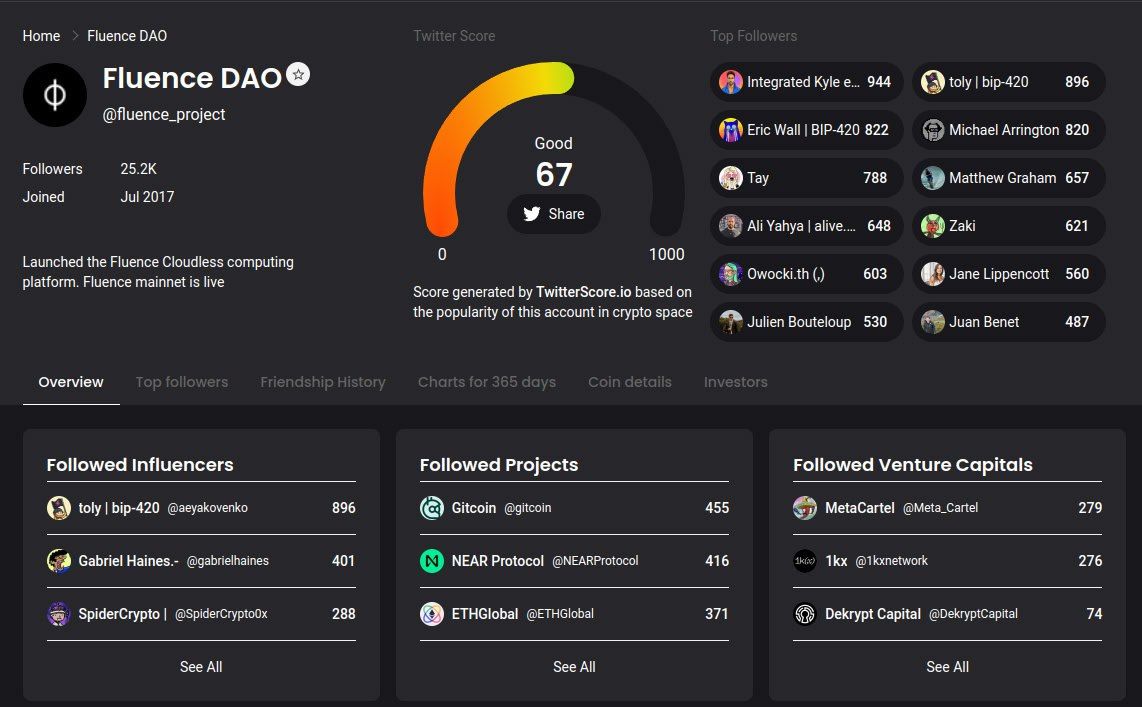 Home > Fluence DAO
Fluence DAO
@fluence_project
Followers 25.2K
Joined Jul 2017
Launched the Fluence Cloudless computing
platform. Fluence mainnet is live
Twitter Score
Good
67
Share
0 1000
Score generated by TwitterScore.io based on
the popularity of this account in crypto space
Top Followers
Integrated Kyle e... 944
toly | bip-420 896
Eric Wall | BIP-420 822
Michael Arrington 820
Tay 788
Matthew Graham 657
Ali Yahya | alive.... 648
Zaki 621
Owocki.th (,) 603
Jane Lippencott 560
Julien Bouteloup 530
Juan Benet 487
Overview Top followers Friendship History Charts for 365 days Coin details Investors
Followed Influencers
toly | bip-420 @aeyakovenko 896
Gabriel Haines.- @gabrielhaines 401
SpiderCrypto | @SpiderCrypto0x 288
See All
Followed Projects
Gitcoin @gitcoin 455
NEAR Protocol @NEARProtocol 416
ETHGlobal @ETHGlobal 371
See All
Followed Venture Capitals
MetaCartel @Meta_Cartel 279
1k(x) 1kx @1kxnetwork 276
Dekrypt Capital @DekryptCapital 74
See All